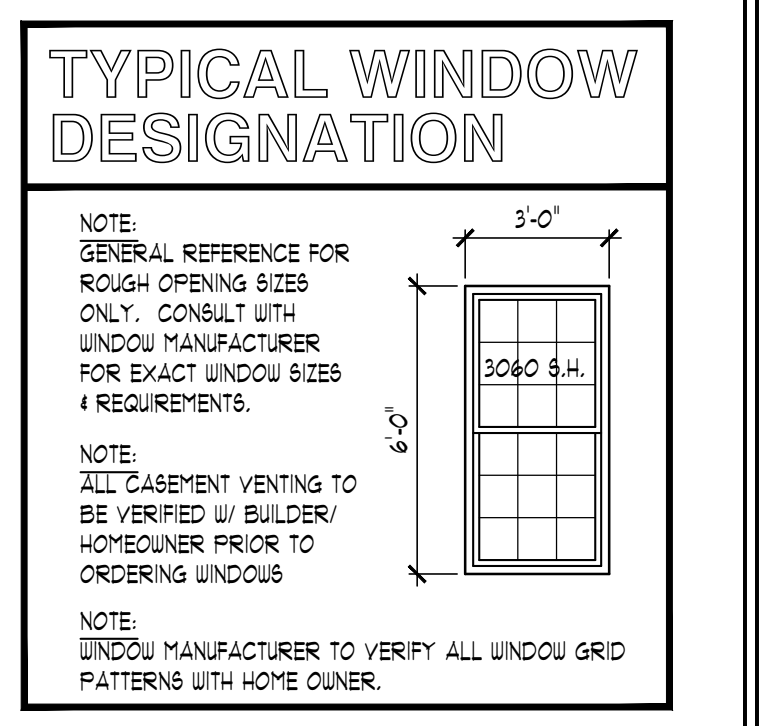 TYPICAL WINDOW
DESIGNATION
NOTE:
GENERAL REFERENCE FOR
ROUGH OPENING SIZES
ONLY. CONSULT WITH
WINDOW MANUFACTURER
FOR EXACT WINDOW SIZES
& REQUIREMENTS.
NOTE:
ALL CASEMENT VENTING TO
BE VERIFIED W/ BUILDER/
HOMEOWNER PRIOR TO
ORDERING WINDOWS
NOTE:
WINDOW MANUFACTURER TO VERIFY ALL WINDOW GRID
PATTERNS WITH HOME OWNER.
3'-0"
6'-0"
3060 S.H.